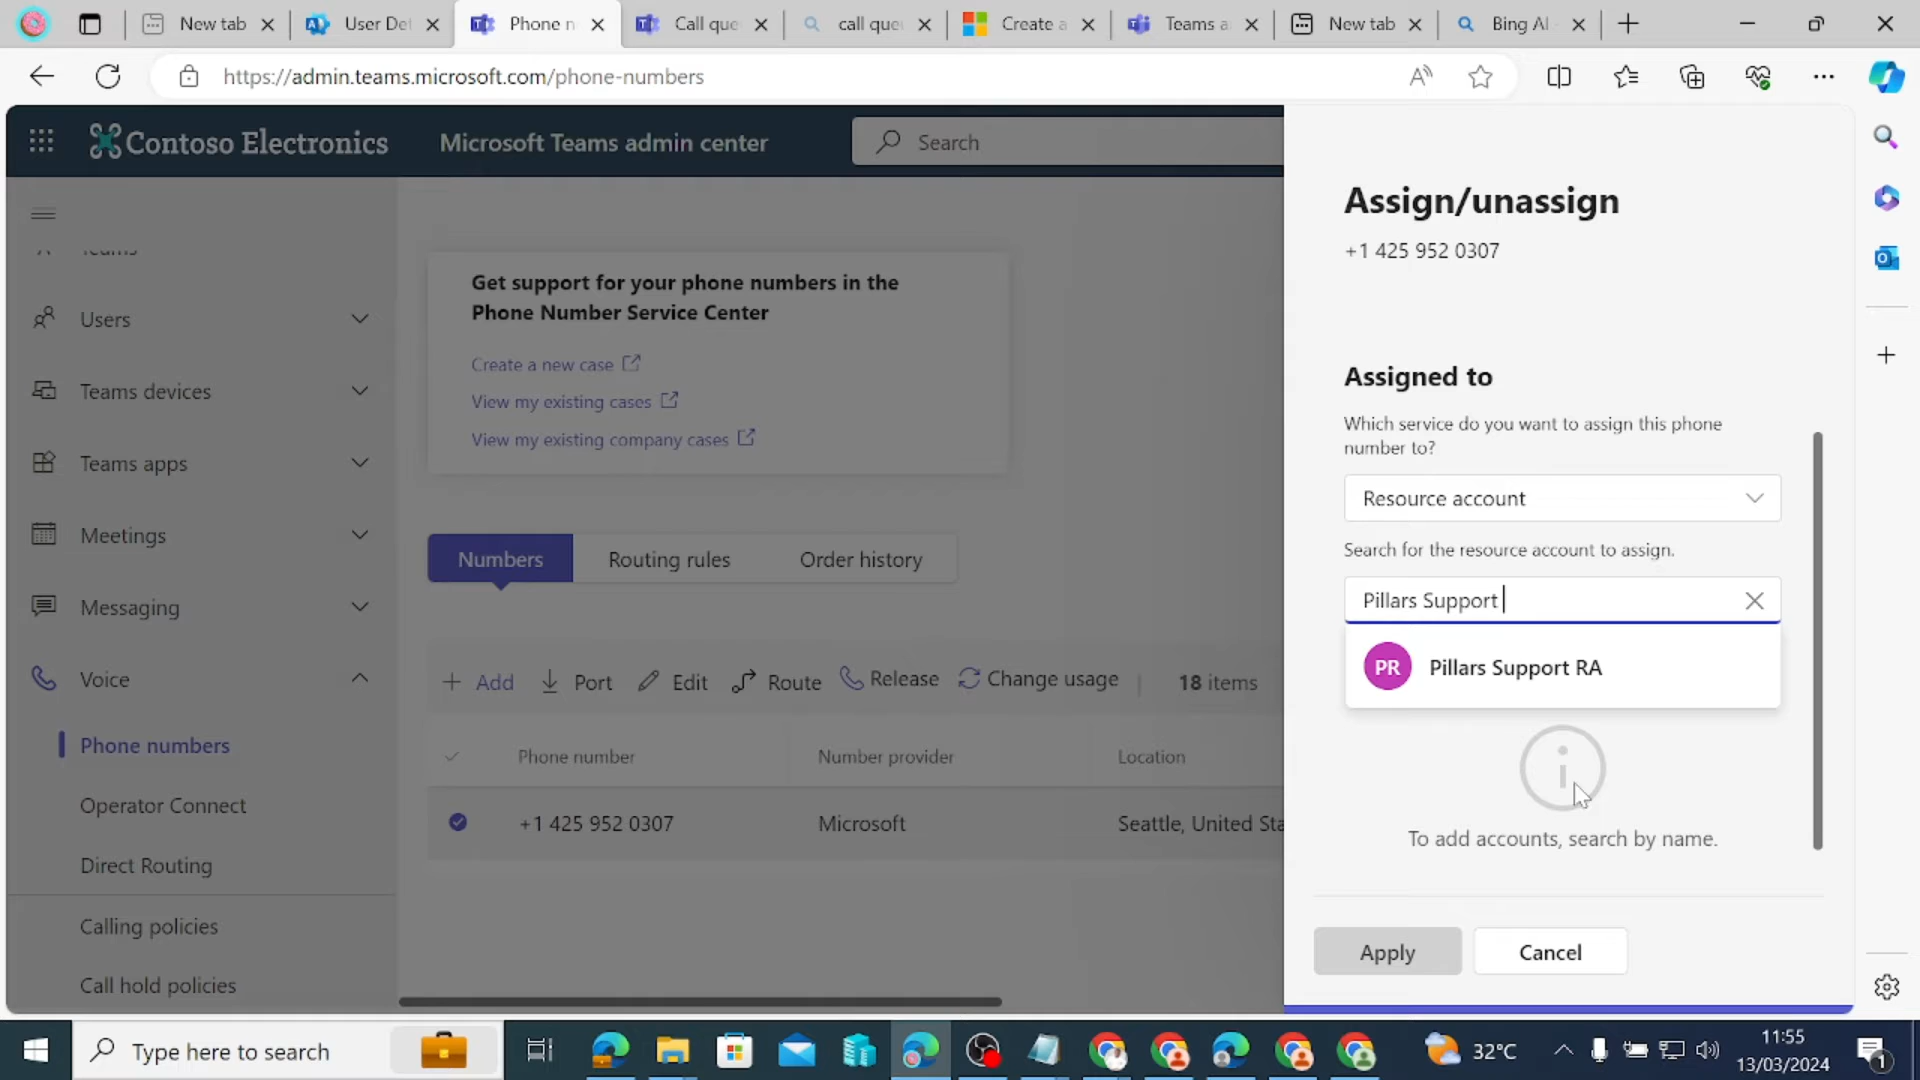 New tab
User Det
Phone n
Call que
call que
Create a
Teams a
New tab
Bing AI
https://admin.teams.microsoft.com/phone-numbers
Contoso Electronics
Microsoft Teams admin center
Search
Teams
Users
Teams devices
Teams apps
Meetings
Messaging
Voice
Phone numbers
Operator Connect
Direct Routing
Calling policies
Call hold policies
Get support for your phone numbers in the
Phone Number Service Center
Create a new case
View my existing cases
View my existing company cases
Numbers
Routing rules
Order history
Add
Port
Edit
Route
Release
Change usage
18 items
Phone number
Number provider
Location
+1 425 952 0307
Microsoft
Seattle, United Sta
Assign/unassign
+1 425 952 0307
Assigned to
Which service do you want to assign this phone
number to?
Resource account
Search for the resource account to assign.
Pillars Support
PR
Pillars Support RA
To add accounts, search by name.
Apply
Cancel
Type here to search
32°C
11:55
13/03/2024
1